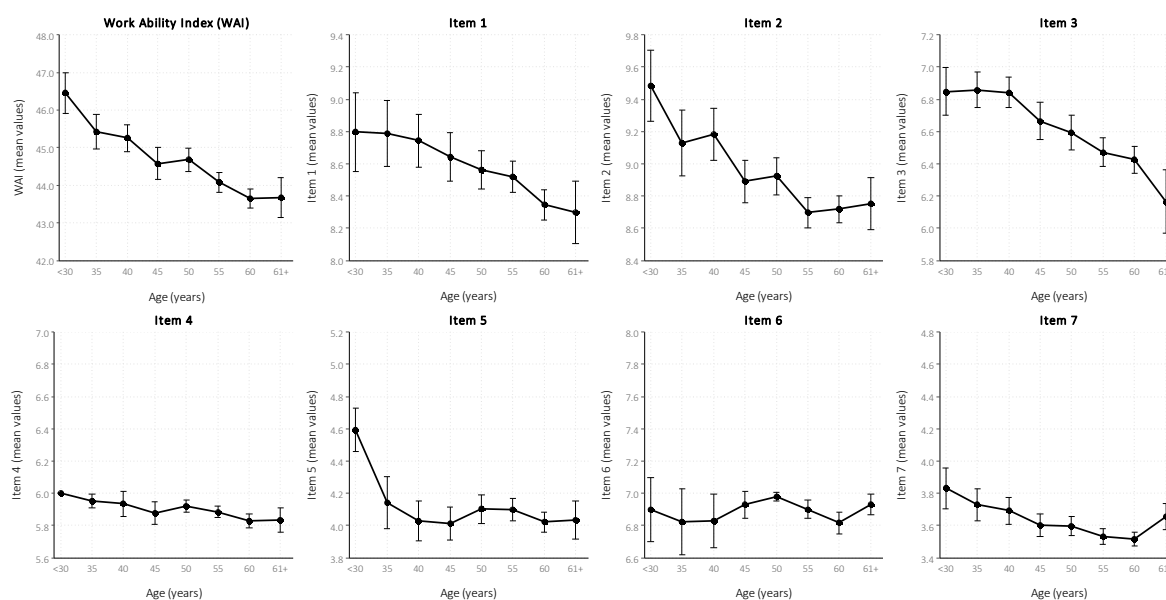 Work Ability Index (WAI)
48.0
47.0
46.0
45.0
44.0
43.0
42.0
WAI (mean values)
<30 35 40 45 50 55 60 61+
Age (years)
Item 1
9.4
9.2
9.0
8.8
8.6
8.4
8.2
8.0
Item 1 (mean values)
<30 35 40 45 50 55 60 61+
Age (years)
Item 2
9.8
9.6
9.4
9.2
9.0
8.8
8.6
8.4
Item 2 (mean values)
<30 35 40 45 50 55 60 61+
Age (years)
Item 3
7.2
7.0
6.8
6.6
6.4
6.2
6.0
5.8
Item 3 (mean values)
<30 35 40 45 50 55 60
Age (years)
Item 4
7.0
6.8
6.6
6.4
6.2
6.0
5.8
5.6
Item 4 (mean values)
<30 35 40 45 50 55 60 61+
Age (years)
Item 5
5.2
5.0
4.8
4.6
4.4
4.2
4.0
3.8
Item 5 (mean values)
<30 35 40 45 50 55 60 61+
Age (years)
Item 6
8.0
7.8
7.6
7.4
7.2
7.0
6.8
6.6
Item 6 (mean values)
<30 35 40 45 50 55 60 61+
Age (years)
Item 7
4.8
4.6
4.4
4.2
4.0
3.8
3.6
3.4
Item 7 (mean values)
<30 35 40 45 50 55 60
Age (years)